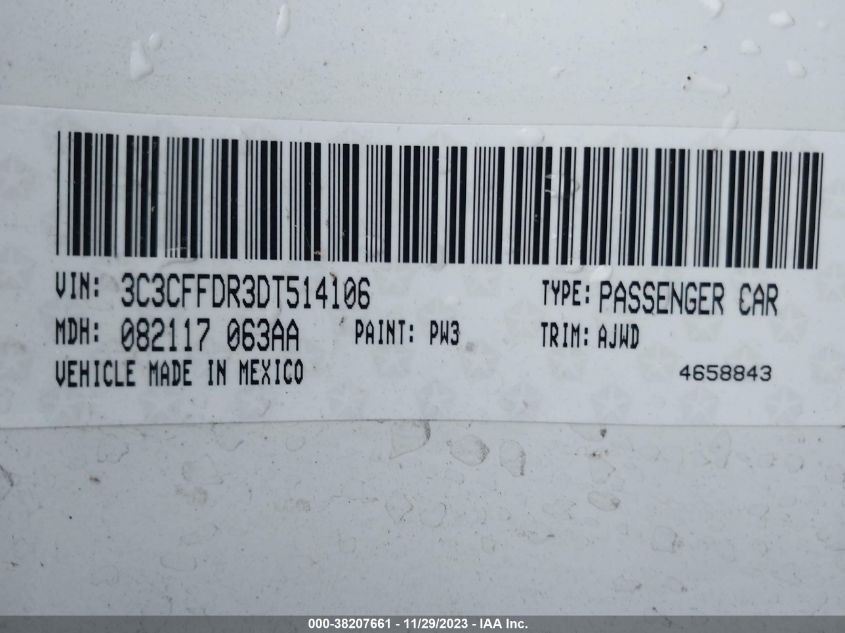 VIN: 3C3CFFDR3DT514106 TYPE: PASSENGER CAR
MDH: 082117 063AA PAINT: PW3 TRIM: AJWD
VEHICLE MADE IN MEXICO 4658843
000-38207661 - 11/29/2023 - IAA Inc.